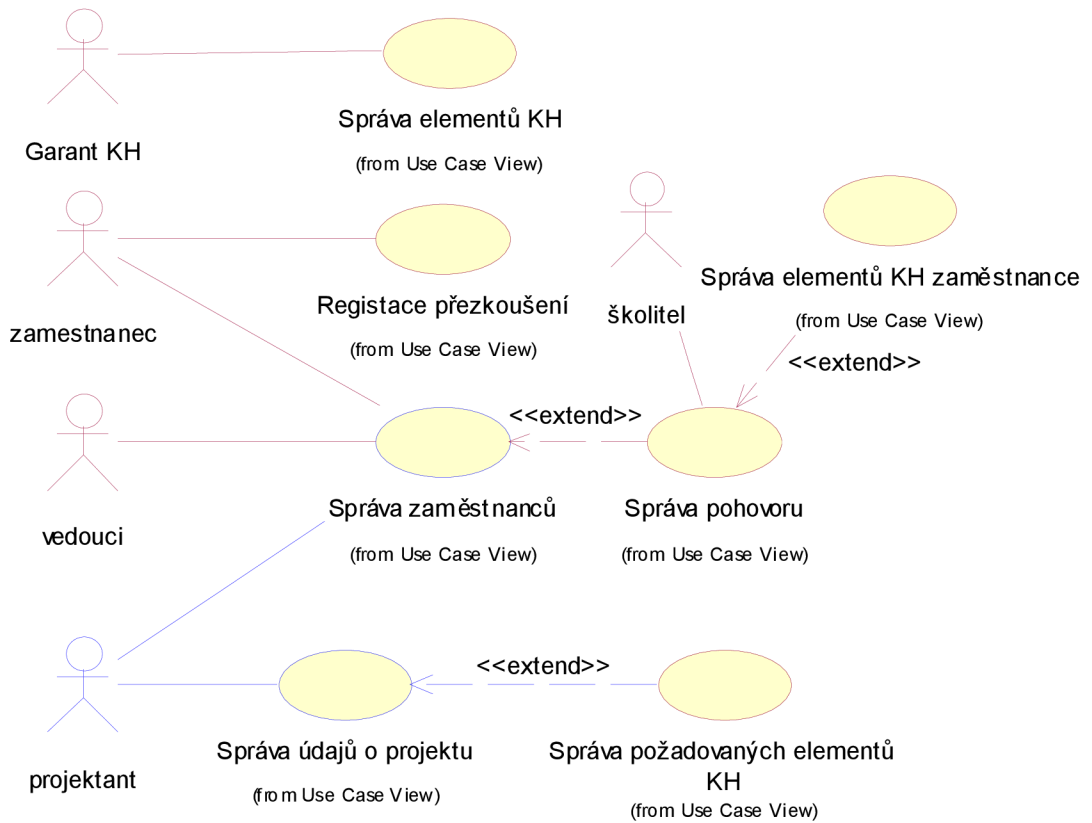 Garant KH
Správa elementů KH
(from Use Case View)
zamestnanec
Registace přezkoušení
(from Use Case View)
školitel
Správa elementů KH zaměstnance
(from Use Case View)
<<extend>>
vedouci
Správa zaměstnanců
(from Use Case View)
<<extend>>
Správa pohovoru
(from Use Case View)
projektant
Správa údajů o projektu
(from Use Case View)
<<extend>>
Správa požadovaných elementů
KH
(from Use Case View)